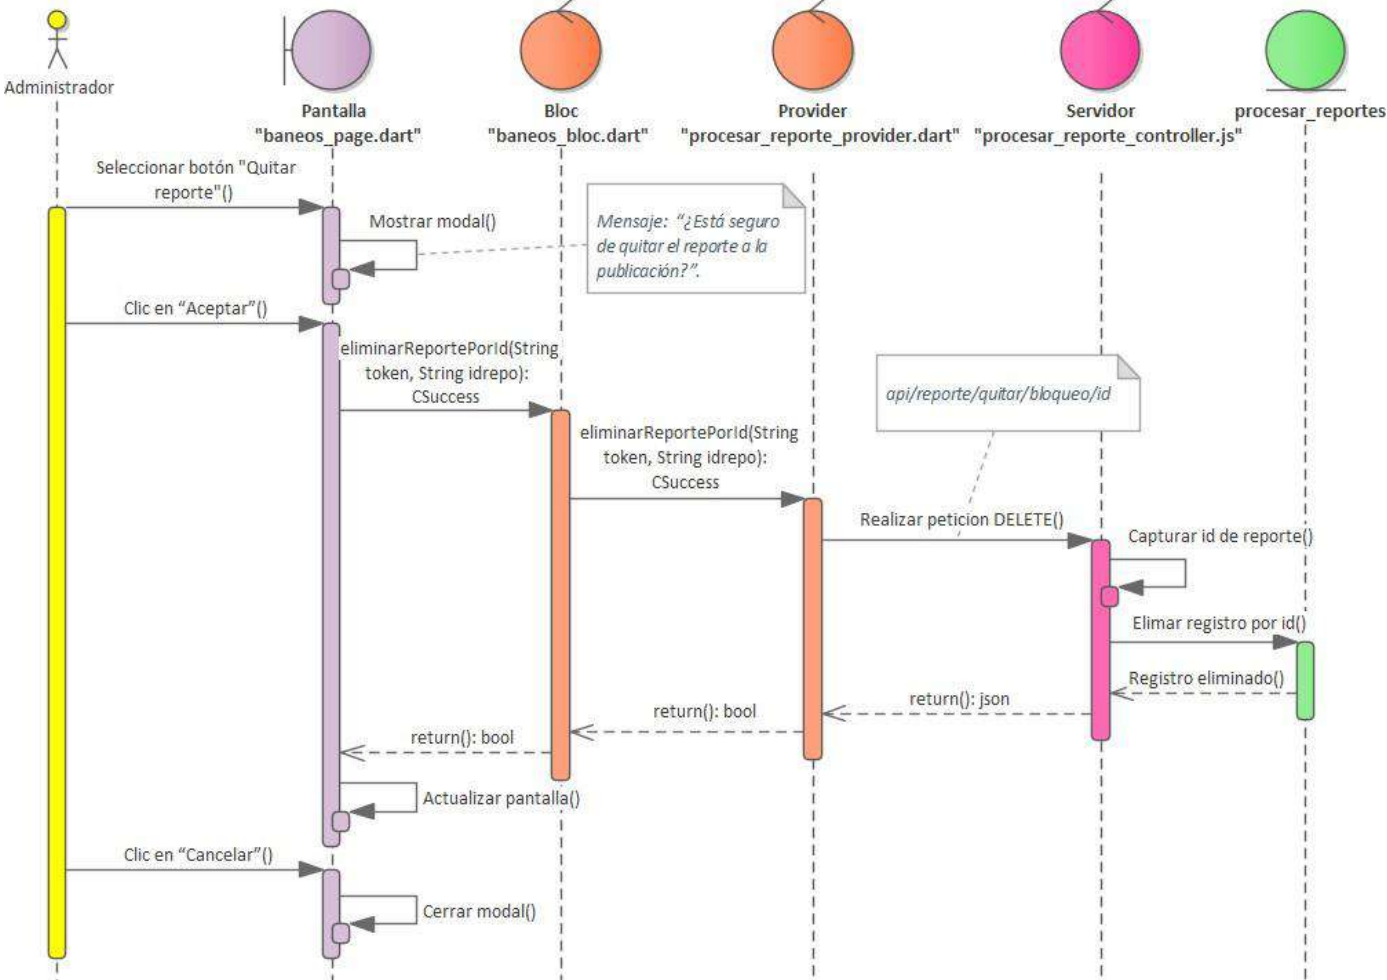 Administrador
Pantalla
"baneos_page.dart"
Bloc
"baneos_bloc.dart"
Provider
"procesar_reporte_provider.dart"
Servidor
"procesar_reporte_controller.js"
procesar_reportes
Seleccionar botón "Quitar
reporte"()
Mostrar modal()
Mensaje: “¿Está seguro
de quitar el reporte a la
publicación?”.
Clic en “Aceptar”()
eliminarReportePorId(String
token, String idrepo):
CSuccess
eliminarReportePorId(String
token, String idrepo):
CSuccess
api/reporte/quitar/bloqueo/id
Realizar peticion DELETE()
Capturar id de reporte()
Elimar registro por id()
Registro eliminado()
return(): json
return(): bool
return(): bool
Actualizar pantalla()
Clic en “Cancelar”()
Cerrar modal()